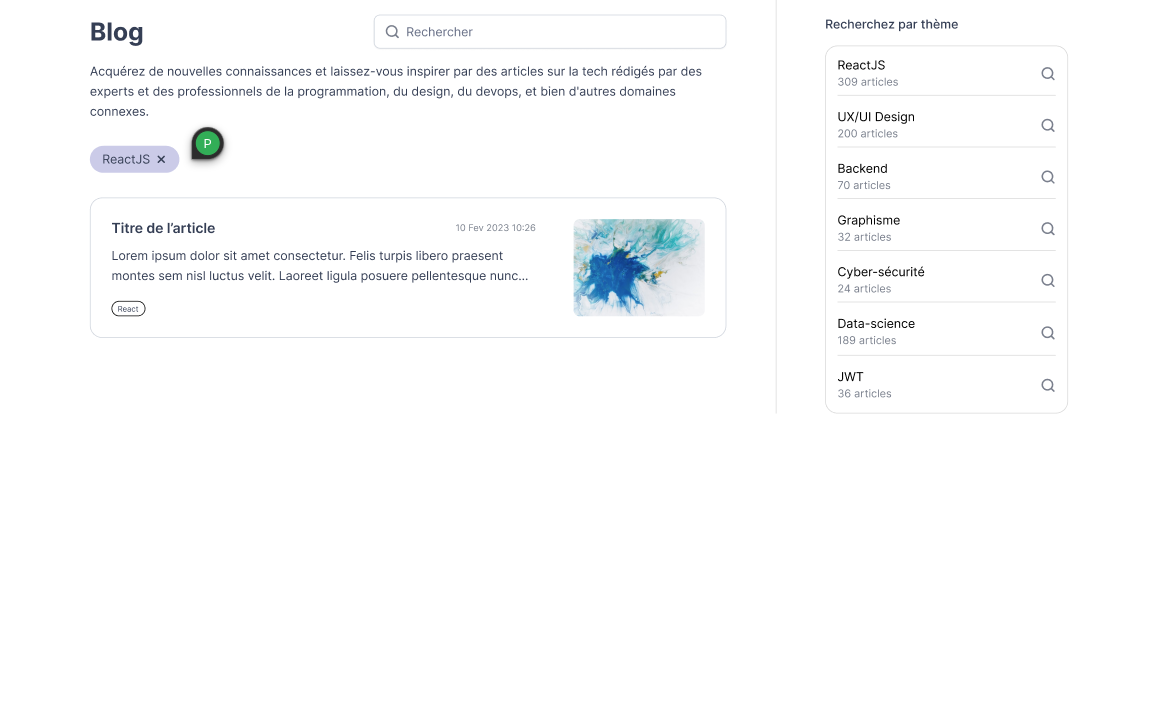 Blog
Rechercher
Acquérez de nouvelles connaissances et laissez-vous inspirer par des articles sur la tech rédigés par des
experts et des professionnels de la programmation, du design, du devops, et bien d'autres domaines
connexes.
P
ReactJS ✕
Titre de l’article
10 Fev 2023 10:26
Lorem ipsum dolor sit amet consectetur. Felis turpis libero praesent
montes sem nisl luctus velit. Laoreet ligula posuere pellentesque nunc...
React
Recherchez par thème
ReactJS
309 articles
UX/UI Design
200 articles
Backend
70 articles
Graphisme
32 articles
Cyber-sécurité
24 articles
Data-science
189 articles
JWT
36 articles